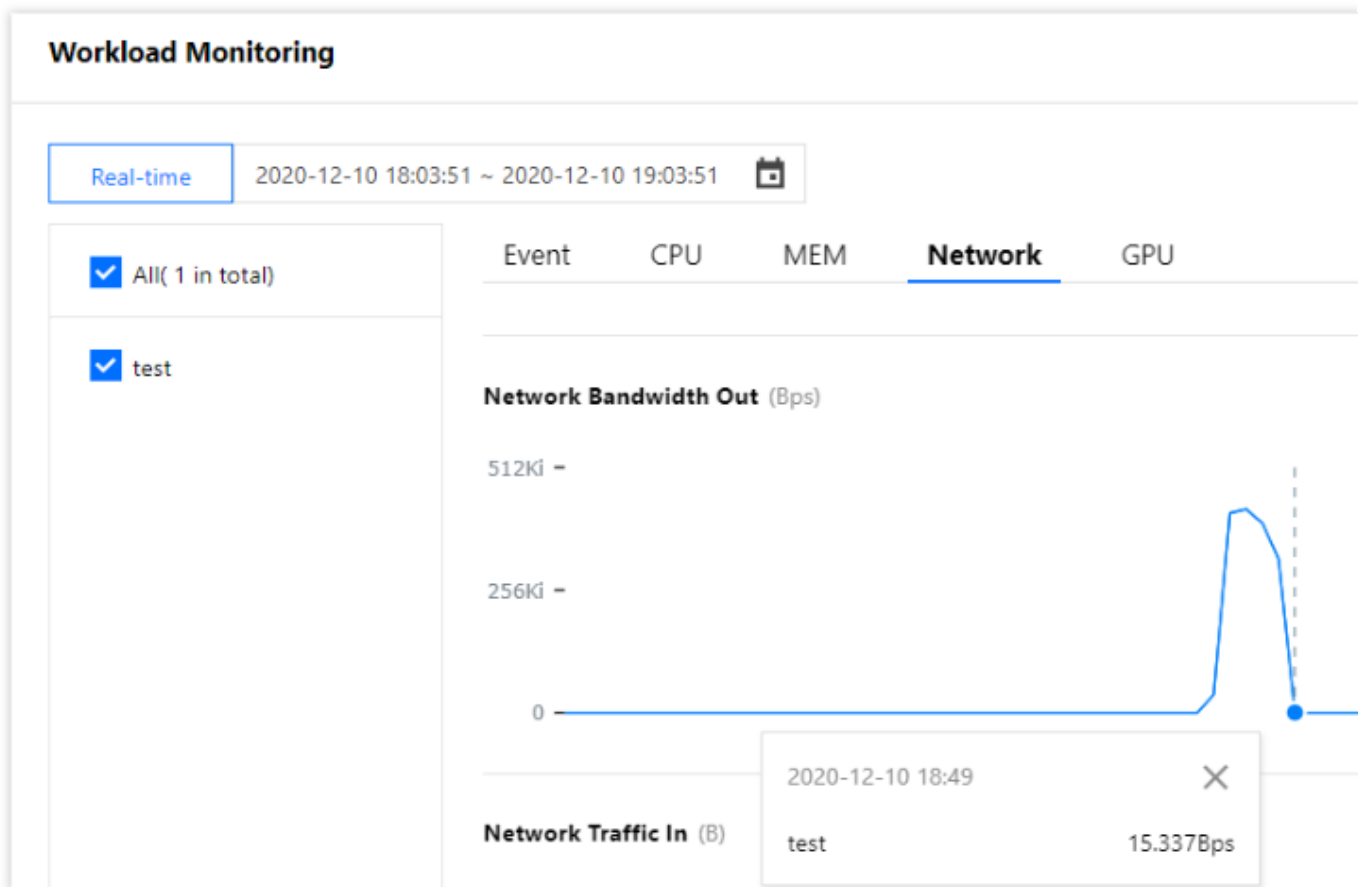 Workload Monitoring
Real-time 2020-12-10 18:03:51 ~ 2020-12-10 19:03:51
All( 1 in total)
test
Event CPU MEM Network GPU
Network Bandwidth Out (Bps)
512Ki
256Ki
0
2020-12-10 18:49
test 15.337Bps
Network Traffic In (B)